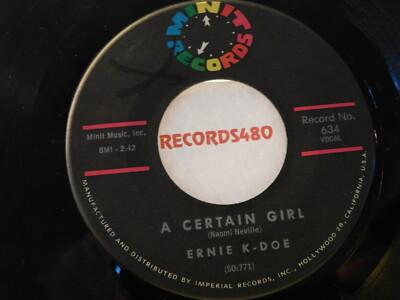 MINIT
RECORDS
Minit Music, Inc.
BMI - 2:42
Record No.
634
VOCAL
RECORDS480
A CERTAIN GIRL
(Naomi Neville)
ERNIE K-DOE
(SO:771)
MANUFACTURED AND DISTRIBUTED BY IMPERIAL RECORDS, INC., HOLLYWOOD 28, CALIFORNIA, U.S.A.